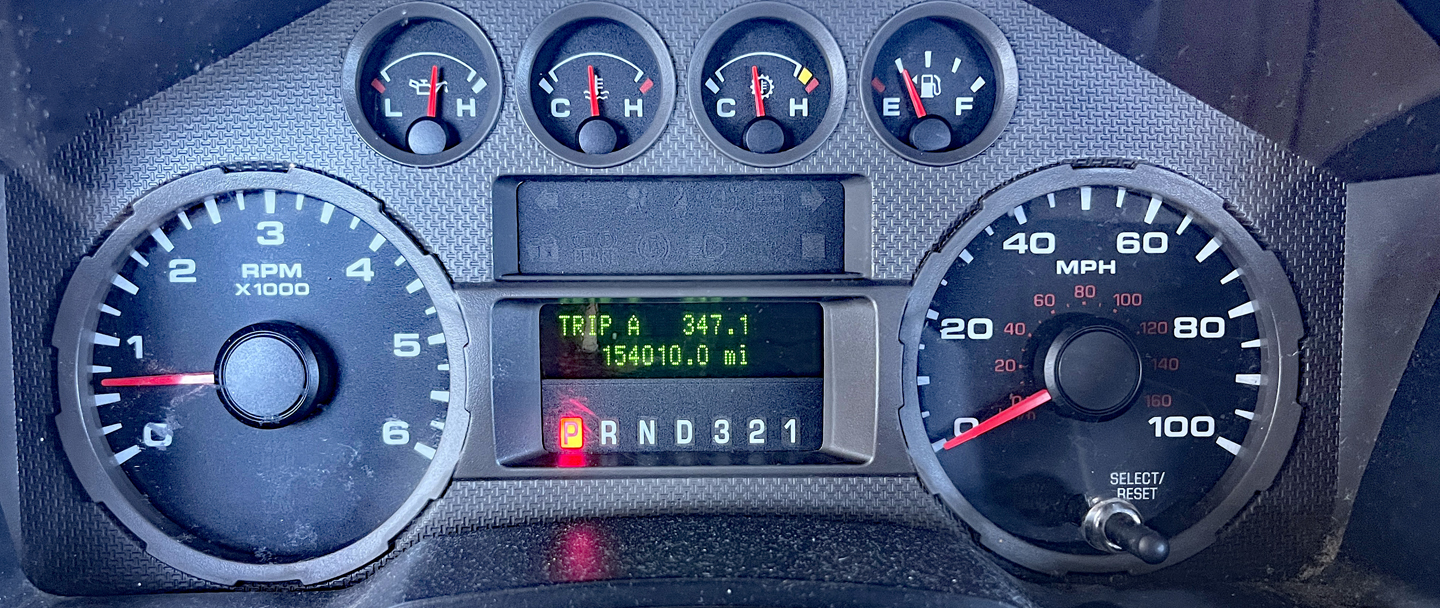 L H
C H
C H
E F
0 1 2 3 4 5 6
RPM
X1000
TRIP A 347.1
154010.0 mi
P R N D 3 2 1
0 20 40 60 80 100
MPH
20 40 60 80 100 120 140 160
SELECT/
RESET